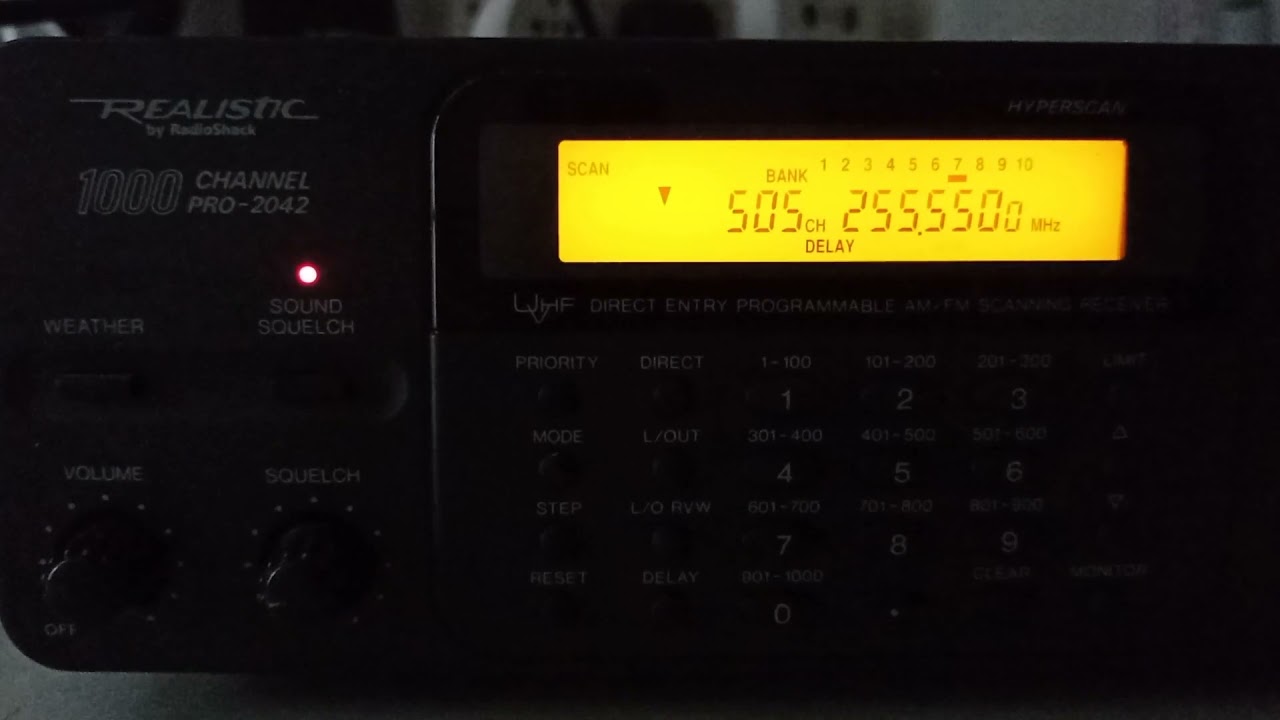 REALISTIC
by RadioShack
1000 CHANNEL
PRO-2042
SOUND
SQUELCH
WEATHER
VOLUME
SQUELCH
OFF
HYPERSCAN
SCAN
BANK 1 2 3 4 5 6 7 8 9 10
505 CH 255.5500 MHz
DELAY
UHF DIRECT ENTRY PROGRAMMABLE AM-FM SCANNING RECEIVER
PRIORITY DIRECT 1-100 101-200 201-300 LIMIT
1 2 3
MODE L/OUT 301-400 401-500 501-600 △
4 5 6
STEP L/O RVW 601-700 701-800 801-900 ▽
7 8 9
RESET DELAY 901-1000 CLEAR MONITOR
0 .